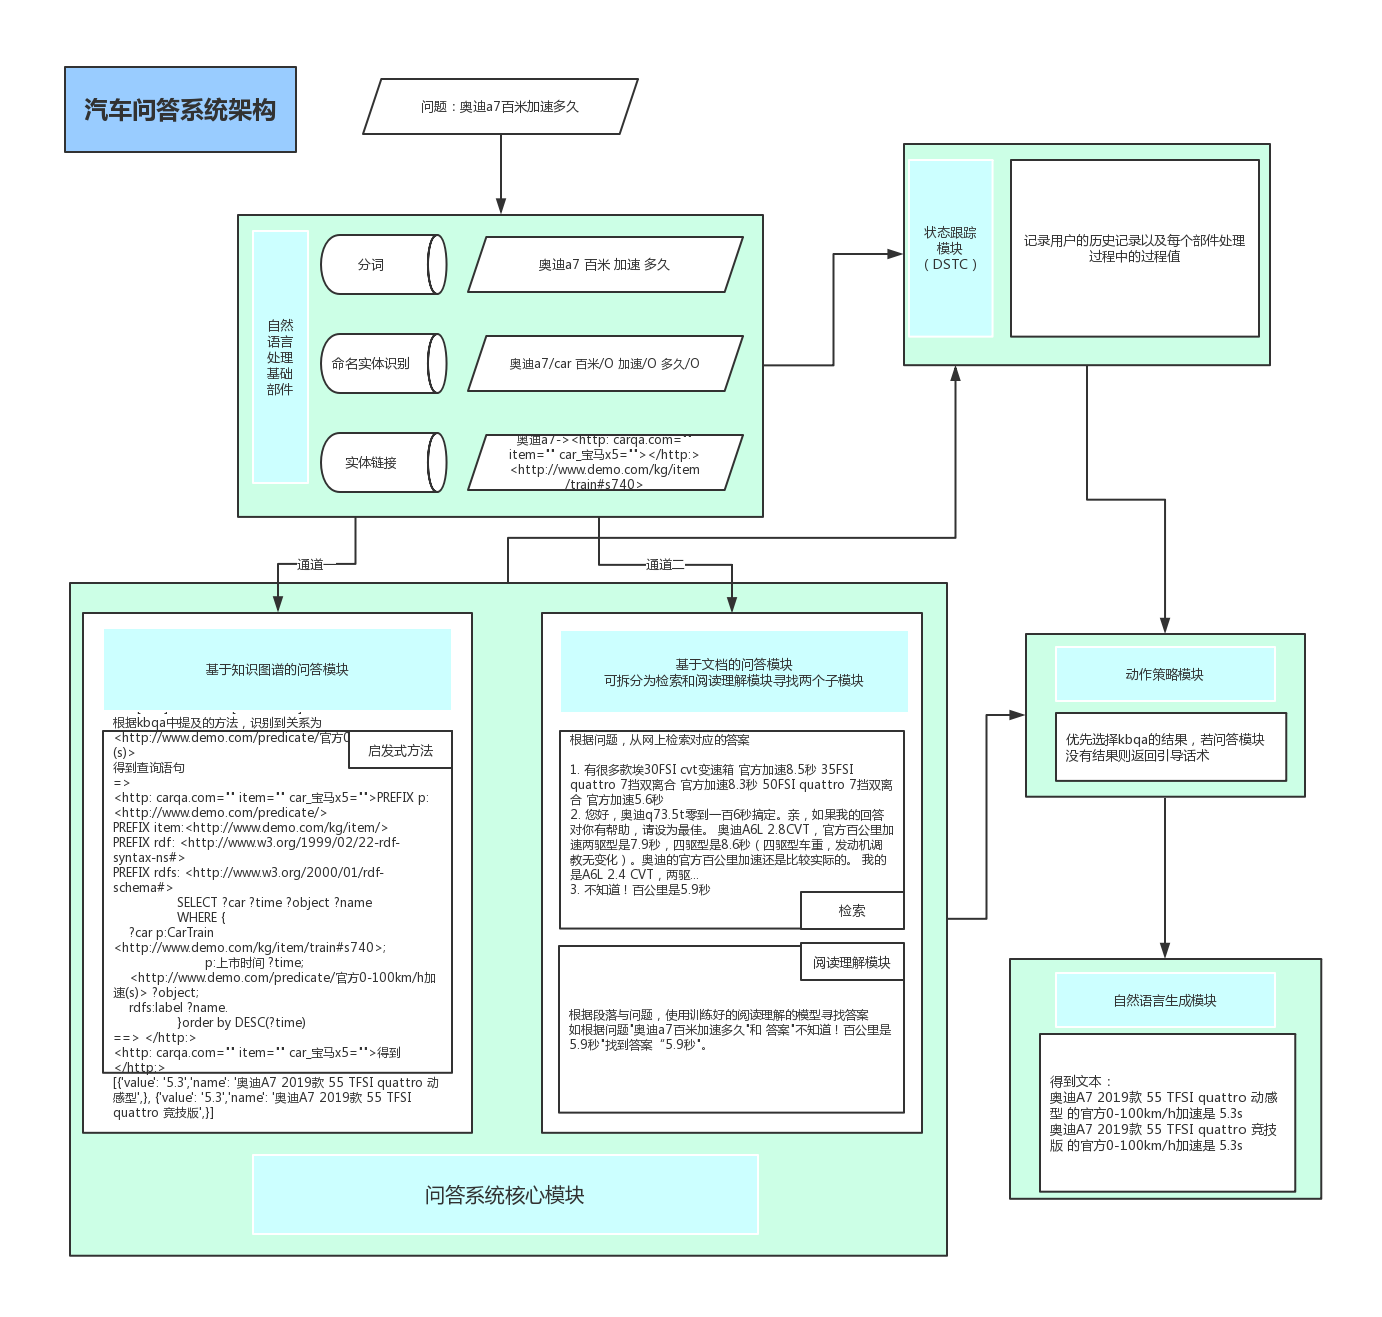 汽车问答系统架构
问题：奥迪a7百米加速多久
自然
语言
处理
基础
部件
分词
奥迪a7 百米 加速 多久
命名实体识别
奥迪a7/car 百米/O 加速/O 多久/O
实体链接
奥迪a7-><http: carqa.com=""
item="" car_宝马x5=""></http:>
<http://www.demo.com/kg/item
/train#s740>
状态跟踪
模块
（DSTC）
记录用户的历史记录以及每个部件处理
过程中的过程值
通道一
通道二
基于知识图谱的问答模块
根据kbqa中提及的方法，识别到关系为
<http://www.demo.com/predicate/官方0
(s)>
启发式方法
得到查询语句
=>
<http: carqa.com="" item="" car_宝马x5="">PREFIX p:
<http://www.demo.com/predicate/>
PREFIX item:<http://www.demo.com/kg/item/>
PREFIX rdf: <http://www.w3.org/1999/02/22-rdf-
syntax-ns#>
PREFIX rdfs: <http://www.w3.org/2000/01/rdf-
schema#>
SELECT ?car ?time ?object ?name
WHERE {
?car p:CarTrain
<http://www.demo.com/kg/item/train#s740>;
p:上市时间 ?time;
<http://www.demo.com/predicate/官方0-100km/h加
速(s)> ?object;
rdfs:label ?name.
}order by DESC(?time)
==> </http:>
<http: carqa.com="" item="" car_宝马x5="">得到
</http:>
[{'value': '5.3','name': '奥迪A7 2019款 55 TFSI quattro 动
感型',}, {'value': '5.3','name': '奥迪A7 2019款 55 TFSI
quattro 竞技版',}]
基于文档的问答模块
可拆分为检索和阅读理解模块寻找两个子模块
根据问题，从网上检索对应的答案
1. 有很多款埃30FSI cvt变速箱 官方加速8.5秒 35FSI
quattro 7挡双离合 官方加速8.3秒 50FSI quattro 7挡双离
合 官方加速5.6秒
2. 您好，奥迪q73.5t零到一百6秒搞定。亲，如果我的回答
对你有帮助，请设为最佳。 奥迪A6L 2.8CVT，官方百公里加
速两驱型是7.9秒，四驱型是8.6秒（四驱型车重，发动机调
教无变化）。奥迪的官方百公里加速还是比较实际的。 我的
是A6L 2.4 CVT，两驱...
3. 不知道！百公里是5.9秒
检索
阅读理解模块
根据段落与问题，使用训练好的阅读理解的模型寻找答案
如根据问题"奥迪a7百米加速多久"和 答案"不知道！百公里是
5.9秒"找到答案“5.9秒"。
问答系统核心模块
动作策略模块
优先选择kbqa的结果，若问答模块
没有结果则返回引导话术
自然语言生成模块
得到文本：
奥迪A7 2019款 55 TFSI quattro 动感
型 的官方0-100km/h加速是 5.3s
奥迪A7 2019款 55 TFSI quattro 竞技
版 的官方0-100km/h加速是 5.3s